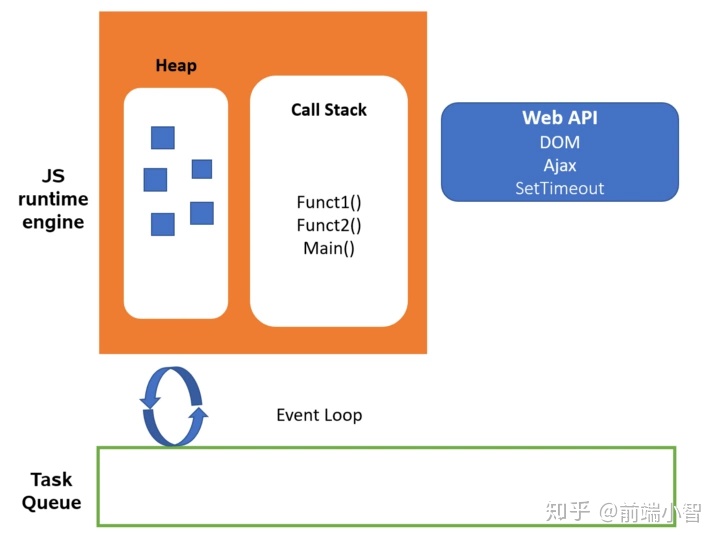 Heap
Call Stack
Funct1()
Funct2()
Main()
Web API
DOM
Ajax
SetTimeout
JS
runtime
engine
Event Loop
Task
Queue
知乎 @前端小智